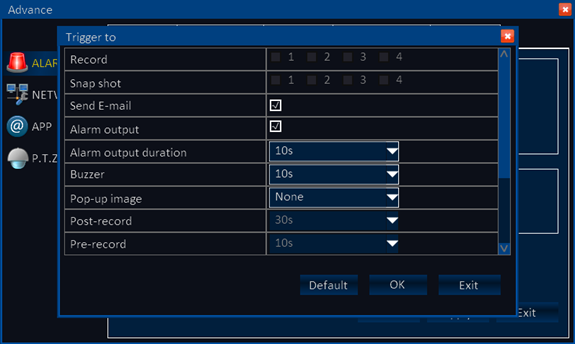 Advance
Trigger to
Record 1 2 3 4
Snap shot 1 2 3 4
Send E-mail
Alarm output
Alarm output duration 10s
Buzzer 10s
Pop-up image None
Post-record 30s
Pre-record 10s
Default OK Exit
ALAR
NETV
APP
P.T.Z
Exit